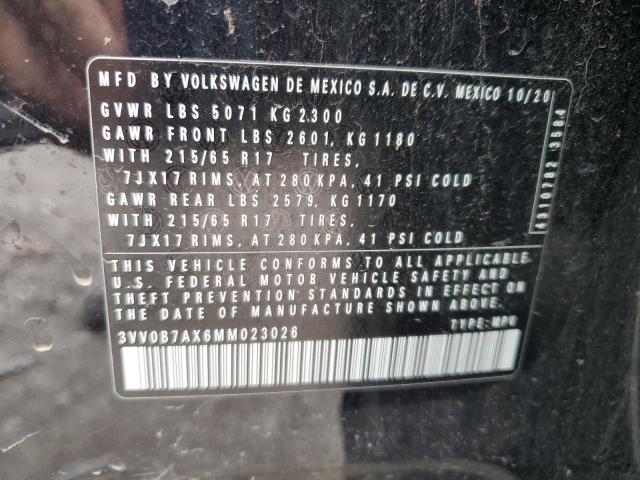 MFD BY VOLKSWAGEN DE MEXICO S.A. DE C.V. MEXICO 10/20
GVWR LBS 5071 KG 2300
GAWR FRONT LBS 2601, KG 1180
WITH 215/65 R17 TIRES,
7JX17 RIMS, AT 280 KPA, 41 PSI COLD
GAWR REAR LBS 2579, KG 1170
WITH 215/65 R17 TIRES,
7JX17 RIMS, AT 280 KPA, 41 PSI COLD
THIS VEHICLE CONFORMS TO ALL APPLICABLE
U.S. FEDERAL MOTOR VEHICLE SAFETY AND
THEFT PREVENTION STANDARDS IN EFFECT ON
THE DATE OF MANUFACTURE SHOWN ABOVE.
3VV0B7AX6MM023026 TYPE:MPV
4310782 3584